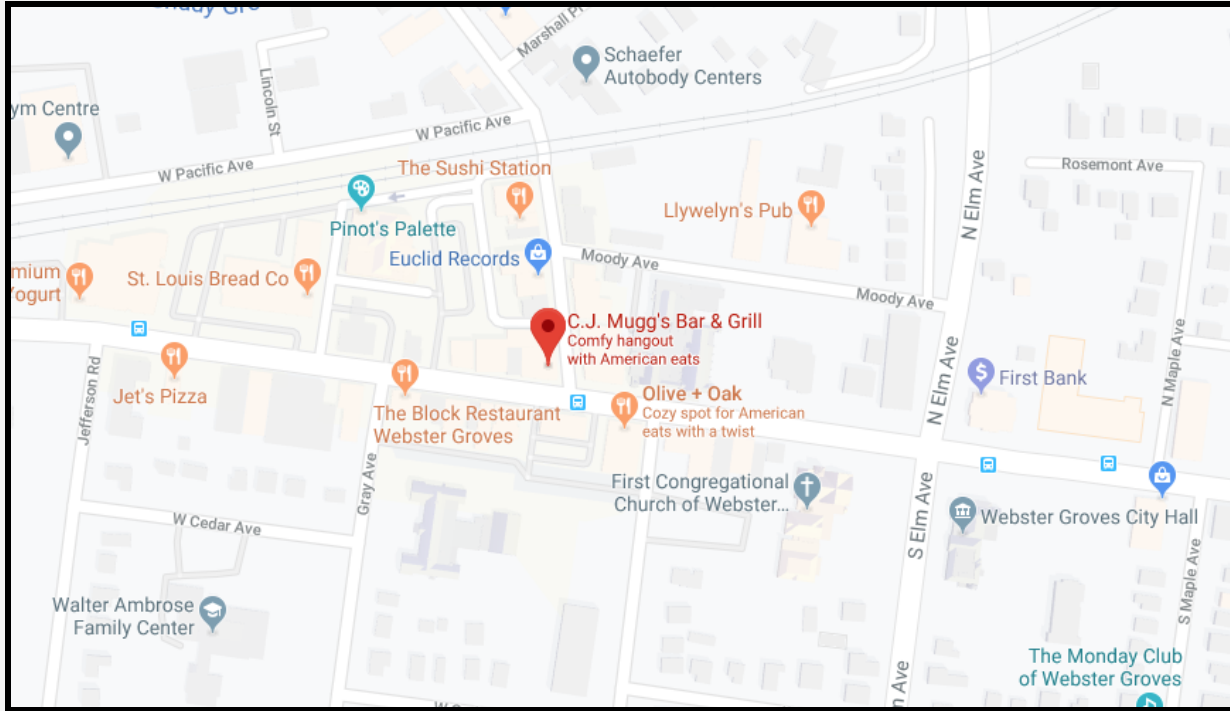 Marshall
Schaefer
Autobody Centers
ym Centre
Lincoln St
W Pacific Ave
W Pacific Ave
The Sushi Station
Rosemont Ave
N Elm Ave
Llywelyn's Pub
Pinot's Palette
Euclid Records
Moody Ave
mium
Yogurt
St. Louis Bread Co
Moody Ave
C.J. Mugg's Bar & Grill
Comfy hangout
with American eats
N Maple Ave
N Elm Ave
First Bank
Jefferson Rd
Jet's Pizza
The Block Restaurant
Webster Groves
Olive + Oak
Cozy spot for American
eats with a twist
Gray Ave
First Congregational
Church of Webster...
S Elm Ave
Webster Groves City Hall
W Cedar Ave
S Maple Ave
Walter Ambrose
Family Center
The Monday Club
of Webster Groves
m Ave